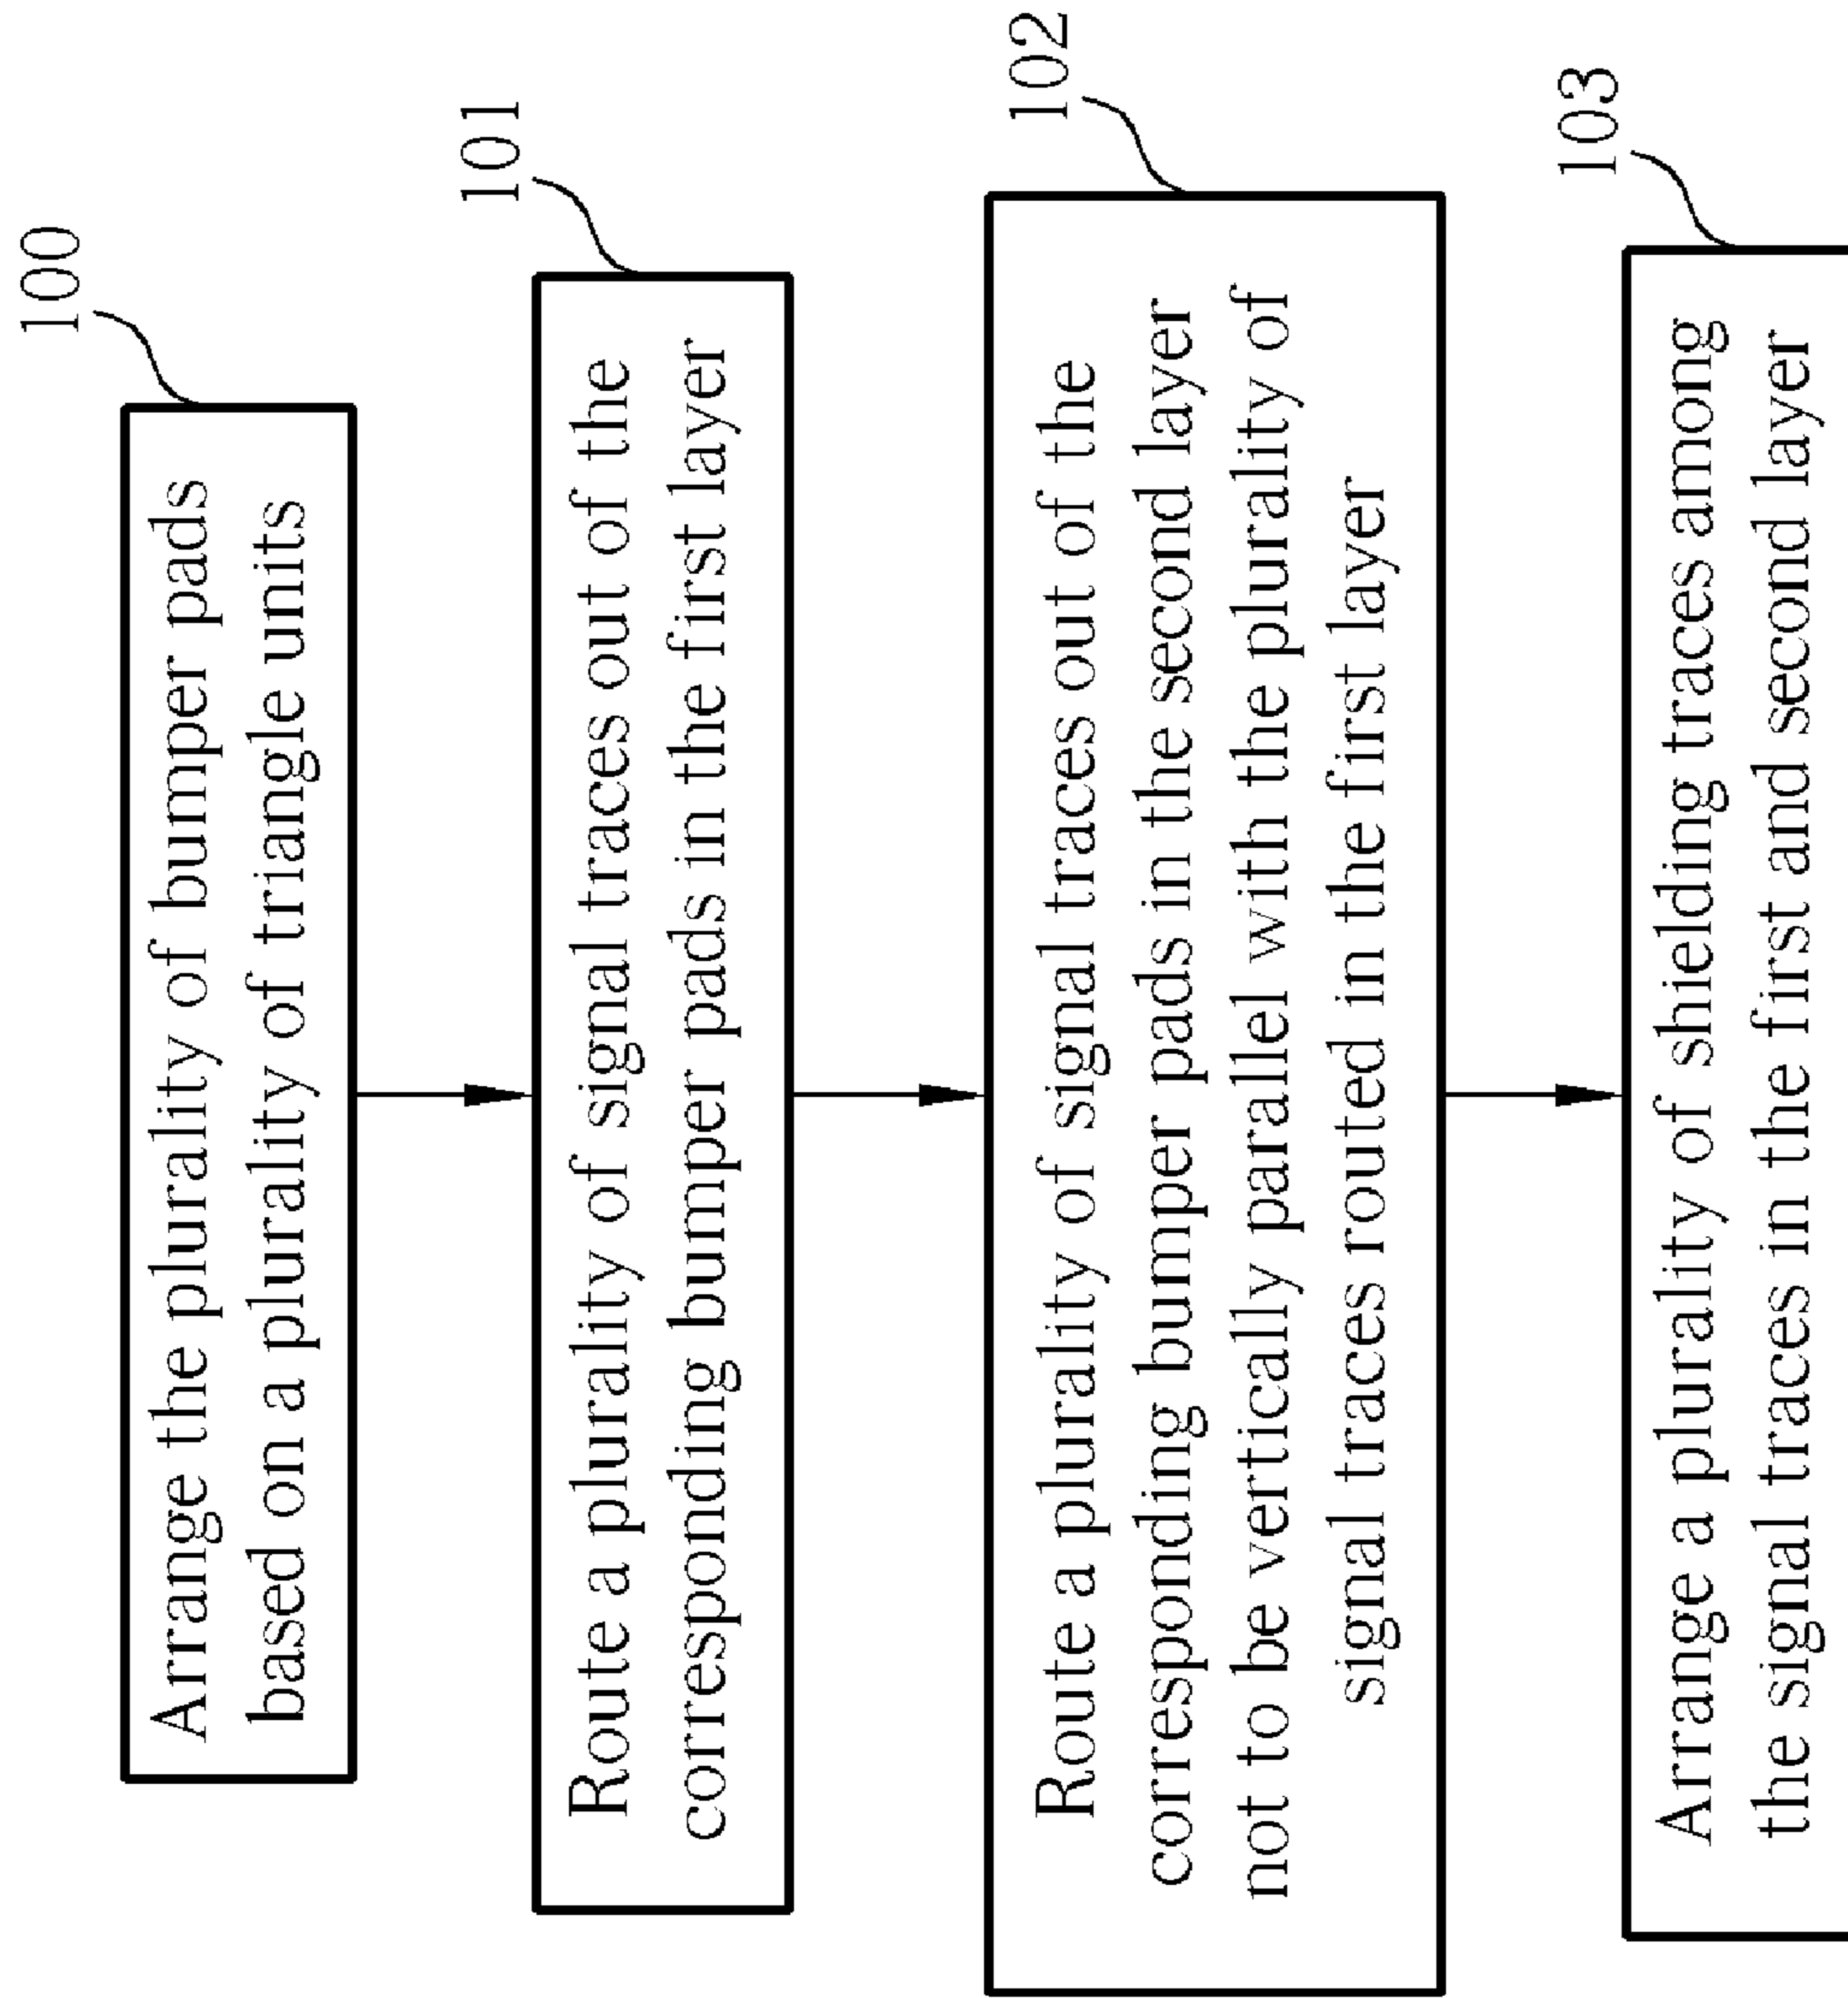 100
Arrange the plurality of bumper pads
based on a plurality of triangle units
101
Route a plurality of signal traces out of the
corresponding bumper pads in the first layer
102
Route a plurality of signal traces out of the
corresponding bumper pads in the second layer
not to be vertically parallel with the plurality of
signal traces routed in the first layer
103
Arrange a plurality of shielding traces among
the signal traces in the first and second layer